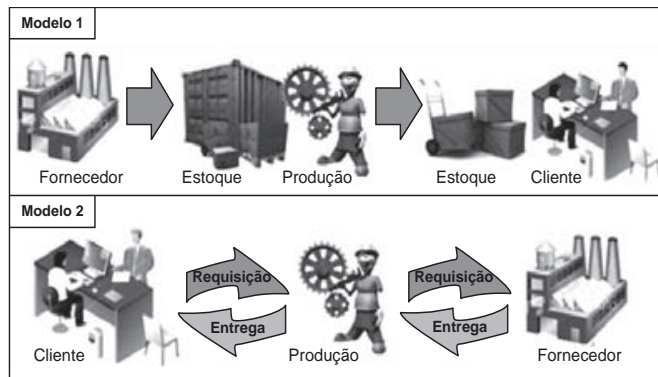 Modelo 1
Fornecedor Estoque Produção Estoque Cliente
Modelo 2
Requisição Requisição
Entrega Entrega
Cliente Produção Fornecedor